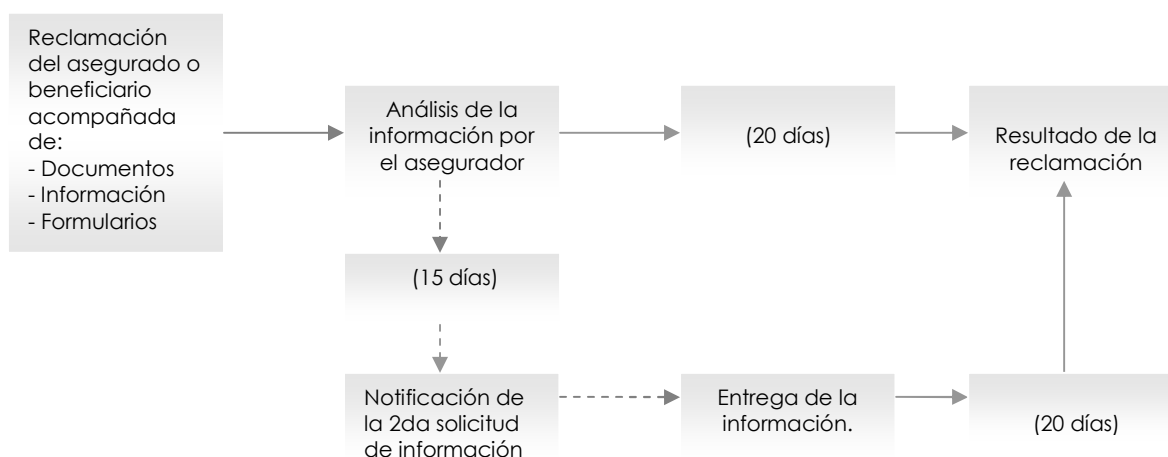 Reclamación
del asegurado o
beneficiario
acompañada
de:
- Documentos
- Información
- Formularios
Análisis de la
información por
el asegurador
(20 días)
Resultado de la
reclamación
(15 días)
Notificación de
la 2da solicitud
de información
Entrega de la
información.
(20 días)